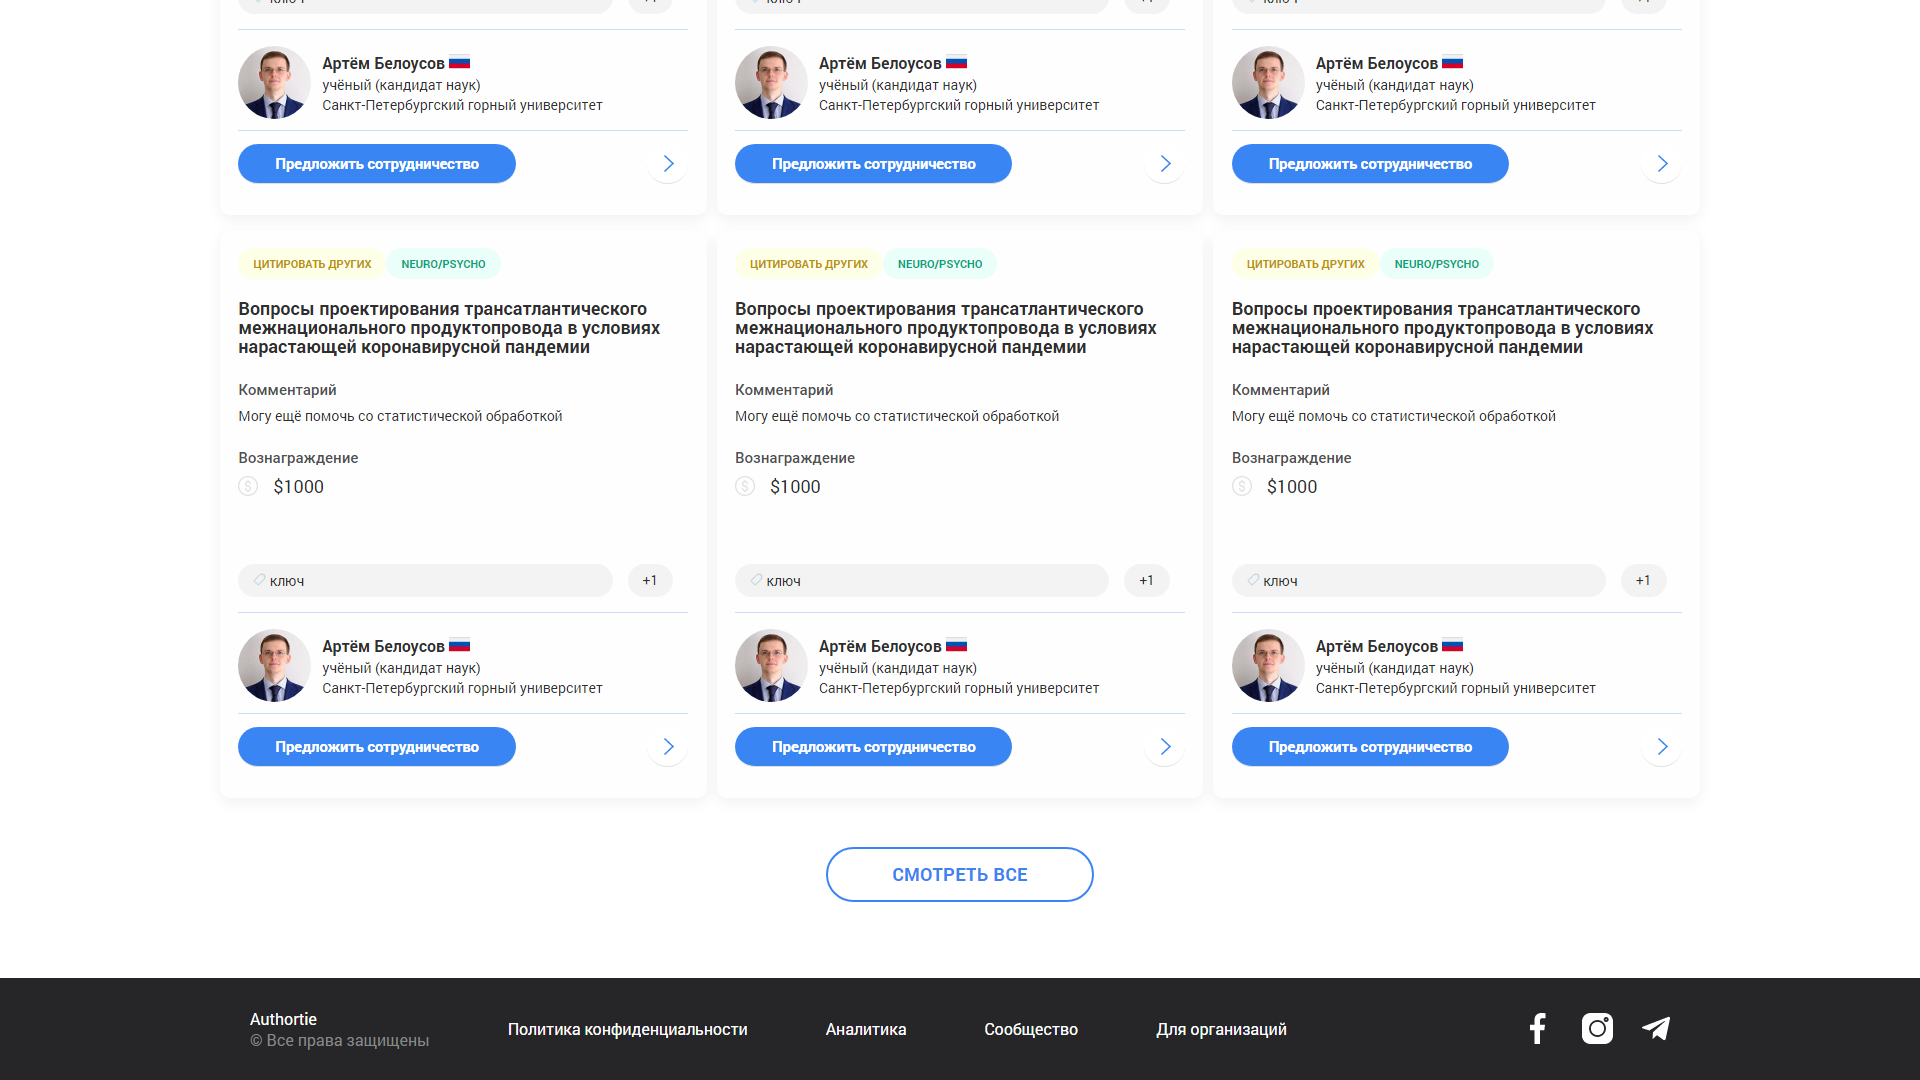 ключ +1 ключ +1 ключ +1
Артём Белоусов Артём Белоусов Артём Белоусов
учёный (кандидат наук) учёный (кандидат наук) учёный (кандидат наук)
Санкт-Петербургский горный университет Санкт-Петербургский горный университет Санкт-Петербургский горный университет
Предложить сотрудничество Предложить сотрудничество Предложить сотрудничество
ЦИТИРОВАТЬ ДРУГИХ NEURO/PSYCHO
Вопросы проектирования трансатлантического
межнационального продуктопровода в условиях
нарастающей коронавирусной пандемии
Комментарий
Могу ещё помочь со статистической обработкой
Вознаграждение
$1000
ключ +1
Артём Белоусов
учёный (кандидат наук)
Санкт-Петербургский горный университет
Предложить сотрудничество
ЦИТИРОВАТЬ ДРУГИХ NEURO/PSYCHO
Вопросы проектирования трансатлантического
межнационального продуктопровода в условиях
нарастающей коронавирусной пандемии
Комментарий
Могу ещё помочь со статистической обработкой
Вознаграждение
$1000
ключ +1
Артём Белоусов
учёный (кандидат наук)
Санкт-Петербургский горный университет
Предложить сотрудничество
ЦИТИРОВАТЬ ДРУГИХ NEURO/PSYCHO
Вопросы проектирования трансатлантического
межнационального продуктопровода в условиях
нарастающей коронавирусной пандемии
Комментарий
Могу ещё помочь со статистической обработкой
Вознаграждение
$1000
ключ +1
Артём Белоусов
учёный (кандидат наук)
Санкт-Петербургский горный университет
Предложить сотрудничество
СМОТРЕТЬ ВСЕ
Authortie
© Все права защищены
Политика конфиденциальности Аналитика Сообщество Для организаций